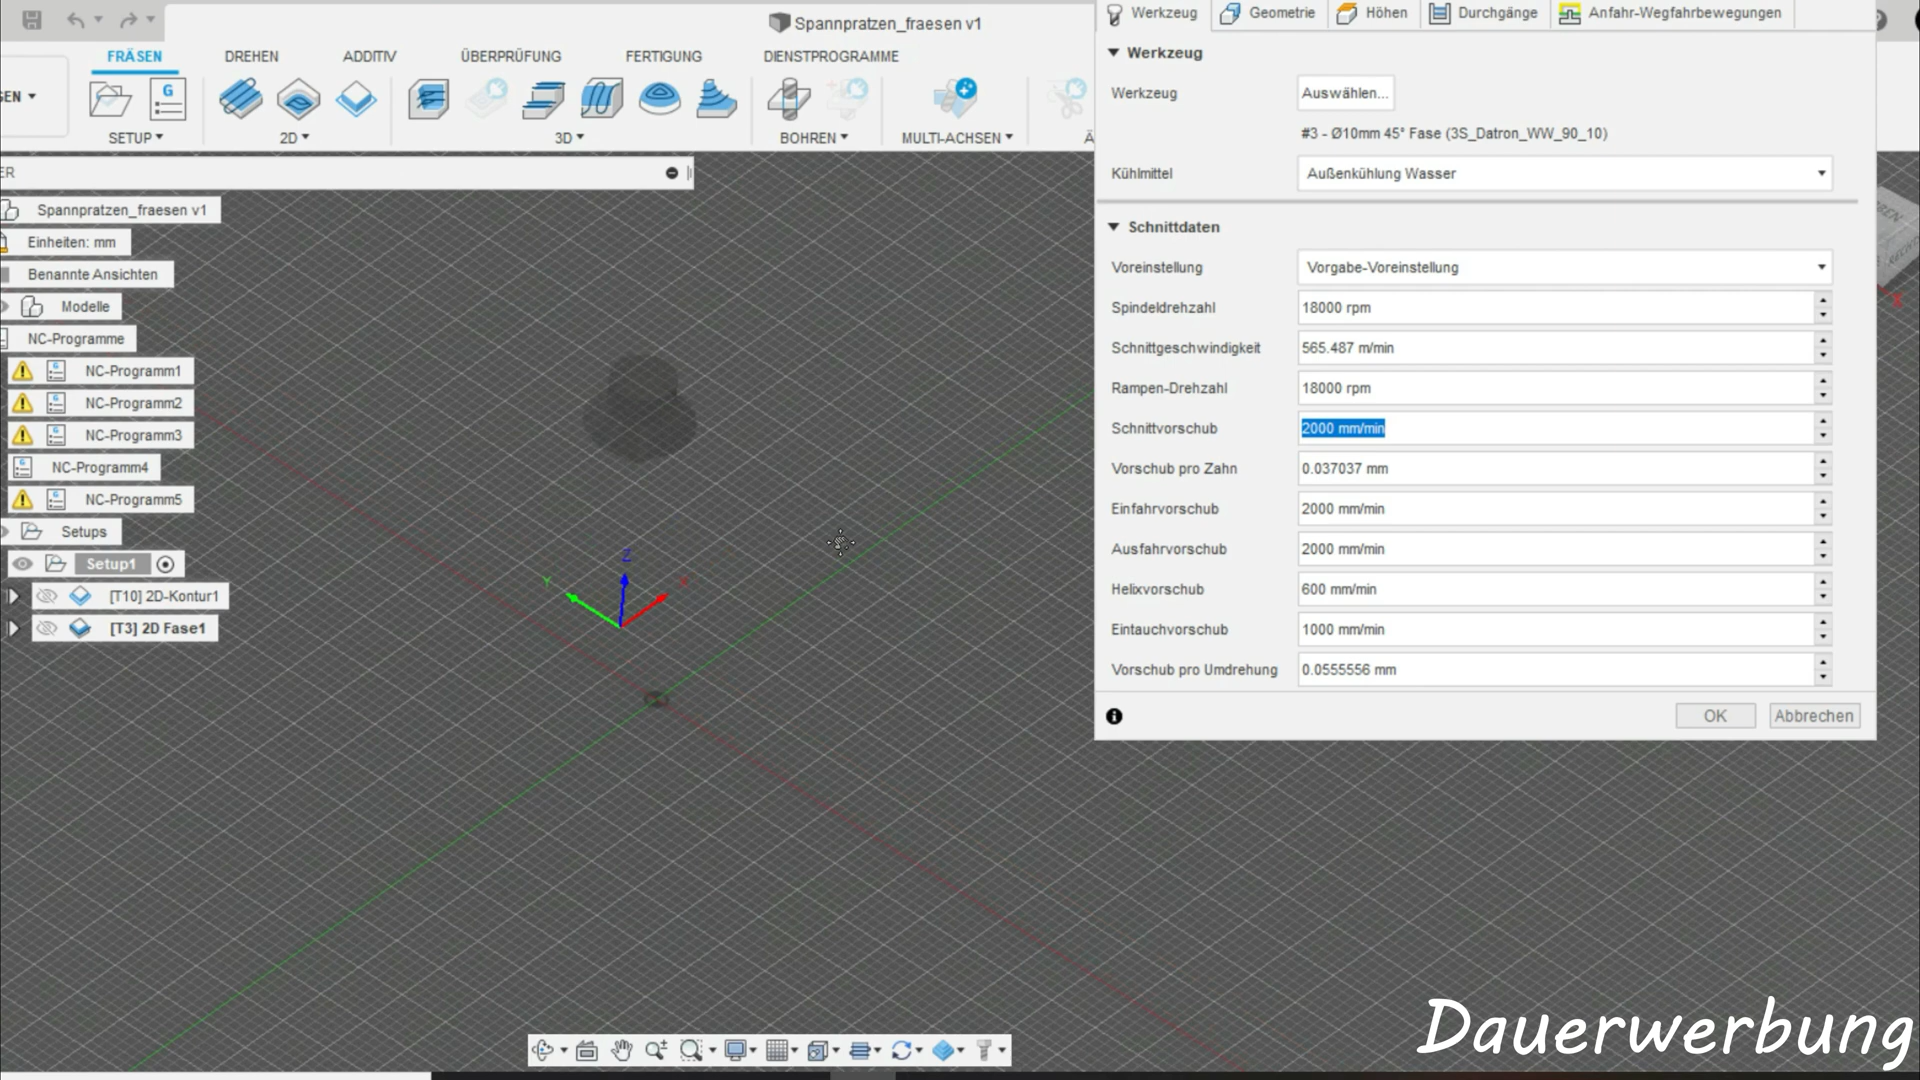 Spannpratzen_fraesen v1
FRÄSEN
DREHEN
ADDITIV
ÜBERPRÜFUNG
FERTIGUNG
DIENSTPROGRAMME
SETUP
2D
3D
BOHREN
MULTI-ACHSEN
Spannpratzen_fraesen v1
Einheiten: mm
Benannte Ansichten
Modelle
NC-Programme
NC-Programm1
NC-Programm2
NC-Programm3
NC-Programm4
NC-Programm5
Setups
Setup1
[T10] 2D-Kontur1
[T3] 2D Fase1
Z
Y
X
Werkzeug
Geometrie
Höhen
Durchgänge
Anfahr-Wegfahrbewegungen
Werkzeug
Werkzeug Auswählen...
#3 - Ø10mm 45° Fase (3S_Datron_WW_90_10)
Kühlmittel Außenkühlung Wasser
Schnittdaten
Voreinstellung Vorgabe-Voreinstellung
Spindeldrehzahl 18000 rpm
Schnittgeschwindigkeit 565.487 m/min
Rampen-Drehzahl 18000 rpm
Schnittvorschub 2000 mm/min
Vorschub pro Zahn 0.037037 mm
Einfahrvorschub 2000 mm/min
Ausfahrvorschub 2000 mm/min
Helixvorschub 600 mm/min
Eintauchvorschub 1000 mm/min
Vorschub pro Umdrehung 0.0555556 mm
OK
Abbrechen
X
Dauerwerbung